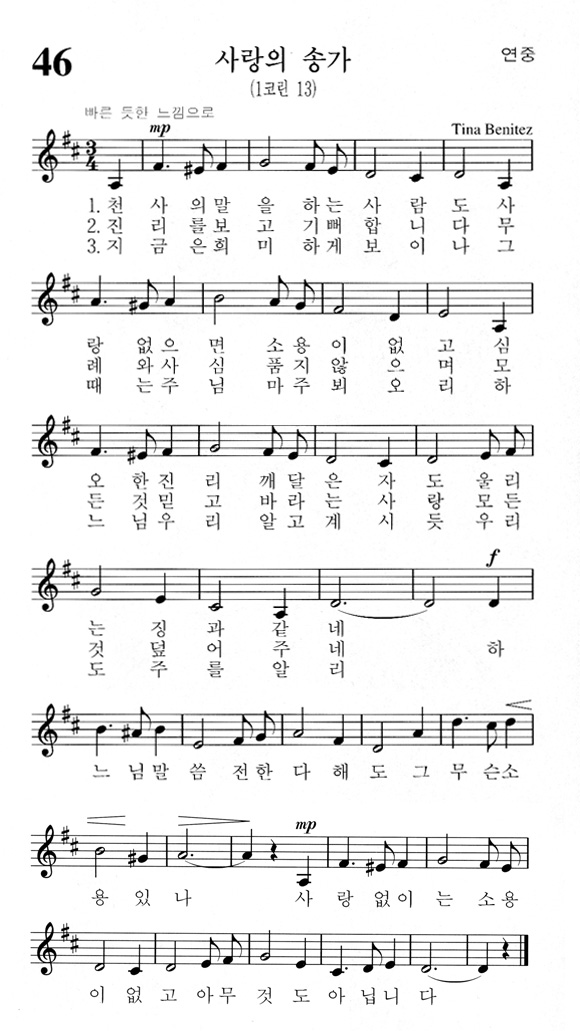 46 사랑의 송가 연중
(1코린 13)
빠른 듯한 느낌으로
mp Tina Benitez
3
4
1. 천 사 의 말 을 하 는 사 람 도 사
2. 진 리 를 보 고 기 뻐 합 니 다 무
3. 지 금 은 희 미 하 게 보 이 나 그
랑 없 으 면 소 용 이 없 고 심
례 와 사 심 품 지 않 으 며 모
때 는 주 님 마 주 뵈 오 리 하
오 한 진 리 깨 달 은 자 도 울 리
든 것 믿 고 바 라 는 사 랑 모 든
느 님 우 리 알 고 계 시 듯 우 리
f
는 징 과 같 네
것 덮 어 주 네 하
도 주 를 알 리
느 님 말 씀 전 한 다 해 도 그 무 슨 소
mp
용 있 나 사 랑 없 이 는 소 용
이 없 고 아 무 것 도 아 닙 니 다